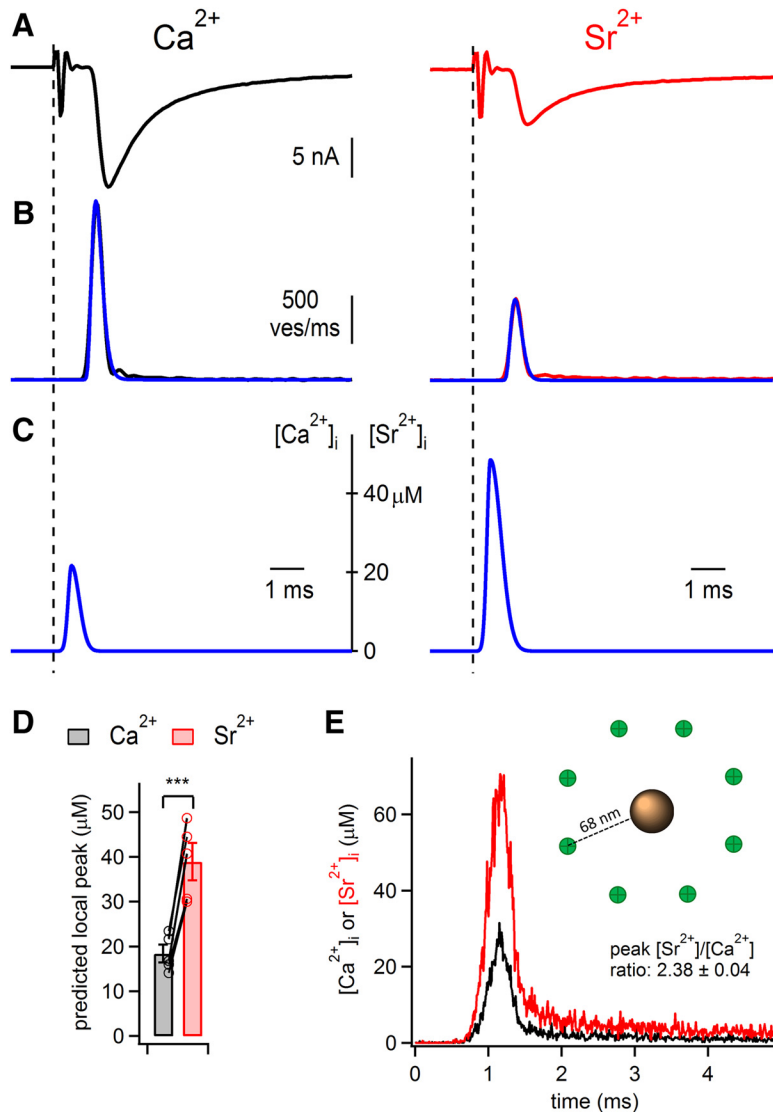 A
Ca2+
Sr2+
5 nA
B
500
ves/ms
C
[Ca2+]i
[Sr2+]i
40
μM
20
0
1 ms
1 ms
D
Ca2+
Sr2+
***
50
40
30
20
10
0
predicted local peak (μM)
E
60
40
20
0
[Ca2+]i or [Sr2+]i (μM)
68 nm
peak [Sr2+]/[Ca2+]
ratio: 2.38 ± 0.04
0 1 2 3 4
time (ms)